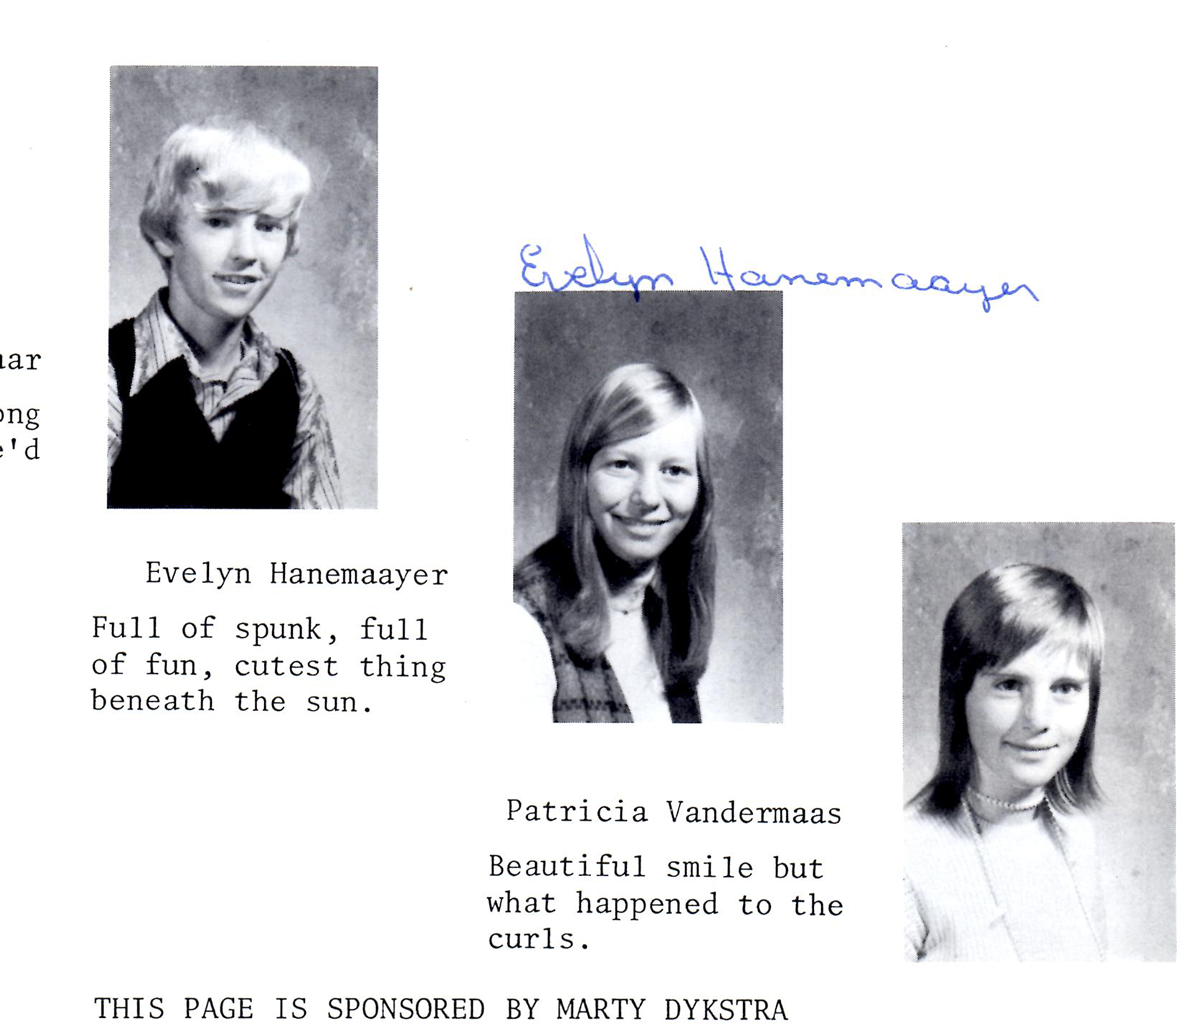 Evelyn Hanemaayer
aar
ong
e'd
Evelyn Hanemaayer
Full of spunk, full
of fun, cutest thing
beneath the sun.
Patricia Vandermaas
Beautiful smile but
what happened to the
curls.
THIS PAGE IS SPONSORED BY MARTY DYKSTRA